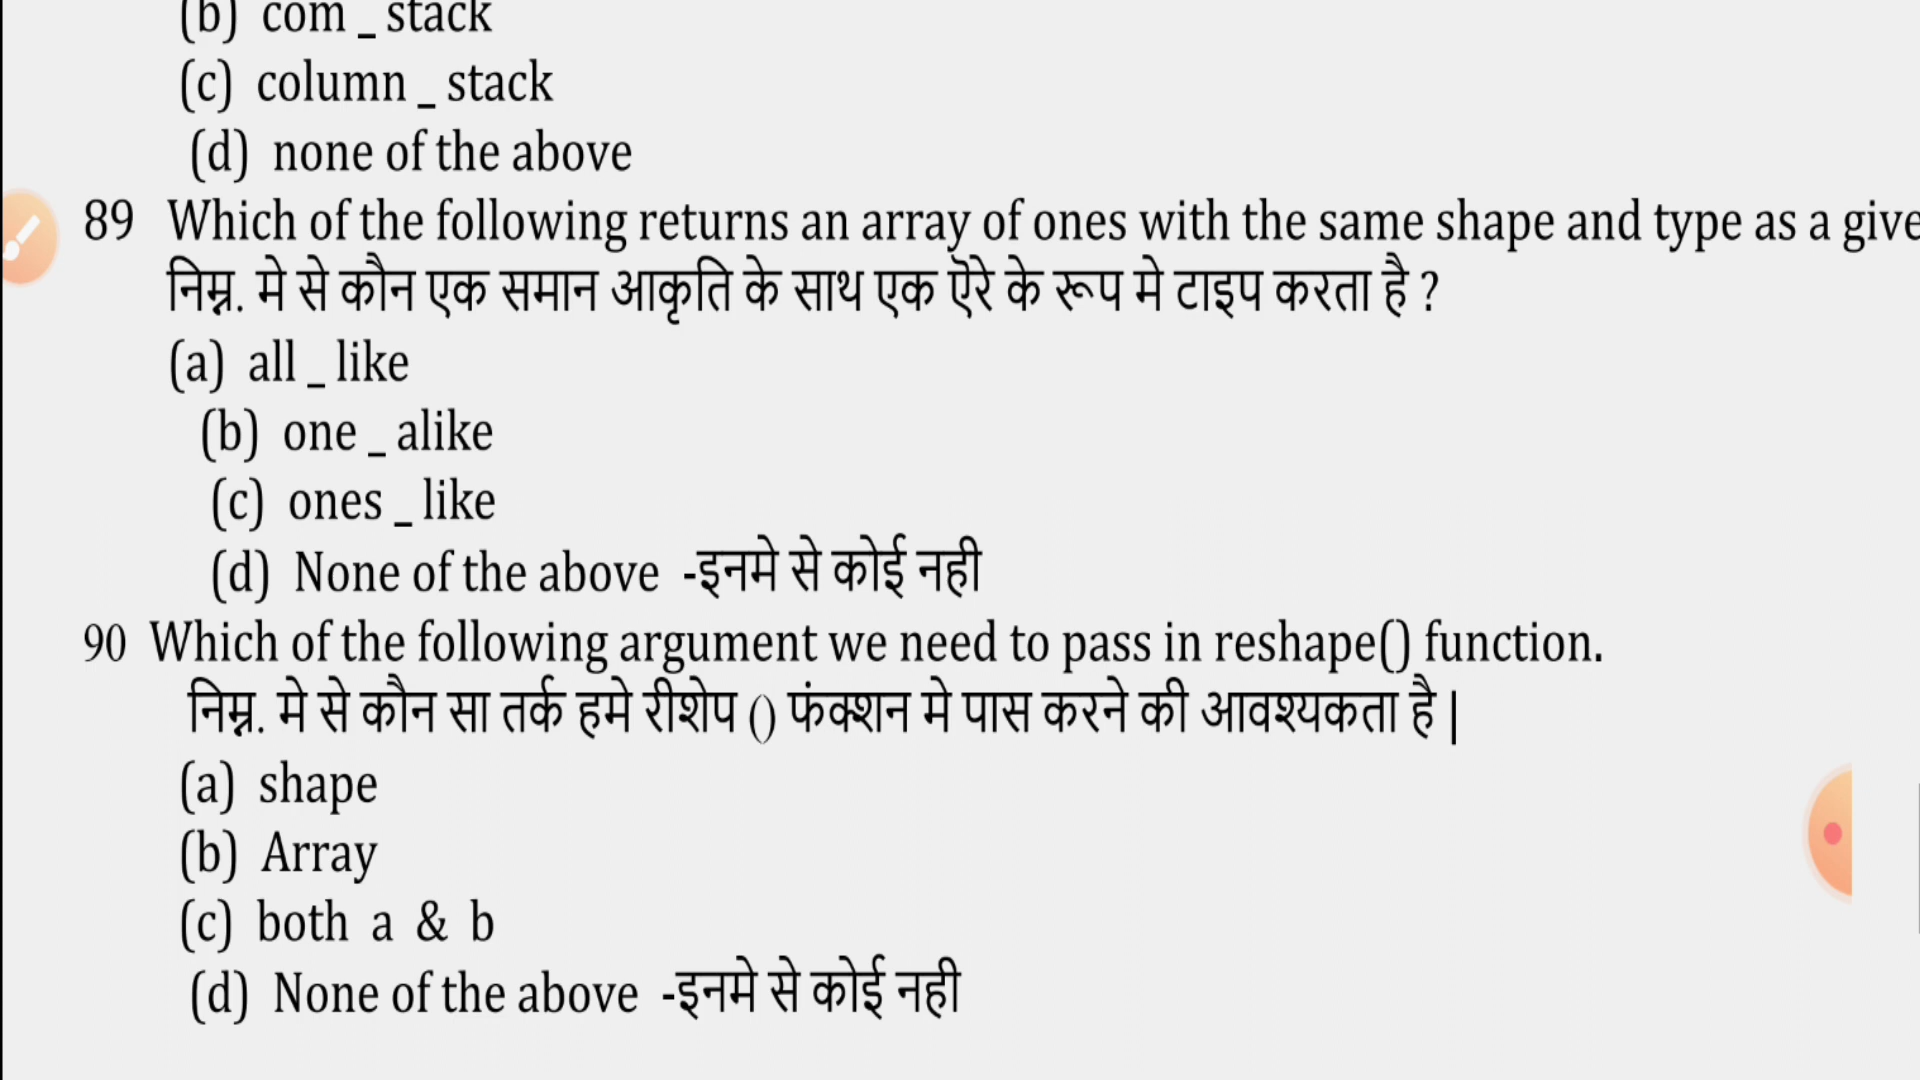 (b) com _ stack
(c) column _ stack
(d) none of the above
89 Which of the following returns an array of ones with the same shape and type as a give
निम्न. मे से कौन एक समान आकृति के साथ एक ऐरे के रूप मे टाइप करता है ?
(a) all _ like
(b) one _ alike
(c) ones _ like
(d) None of the above -इनमे से कोई नही
90 Which of the following argument we need to pass in reshape() function.
निम्न. मे से कौन सा तर्क हमे रीशेप () फंक्शन मे पास करने की आवश्यकता है |
(a) shape
(b) Array
(c) both a & b
(d) None of the above -इनमे से कोई नही